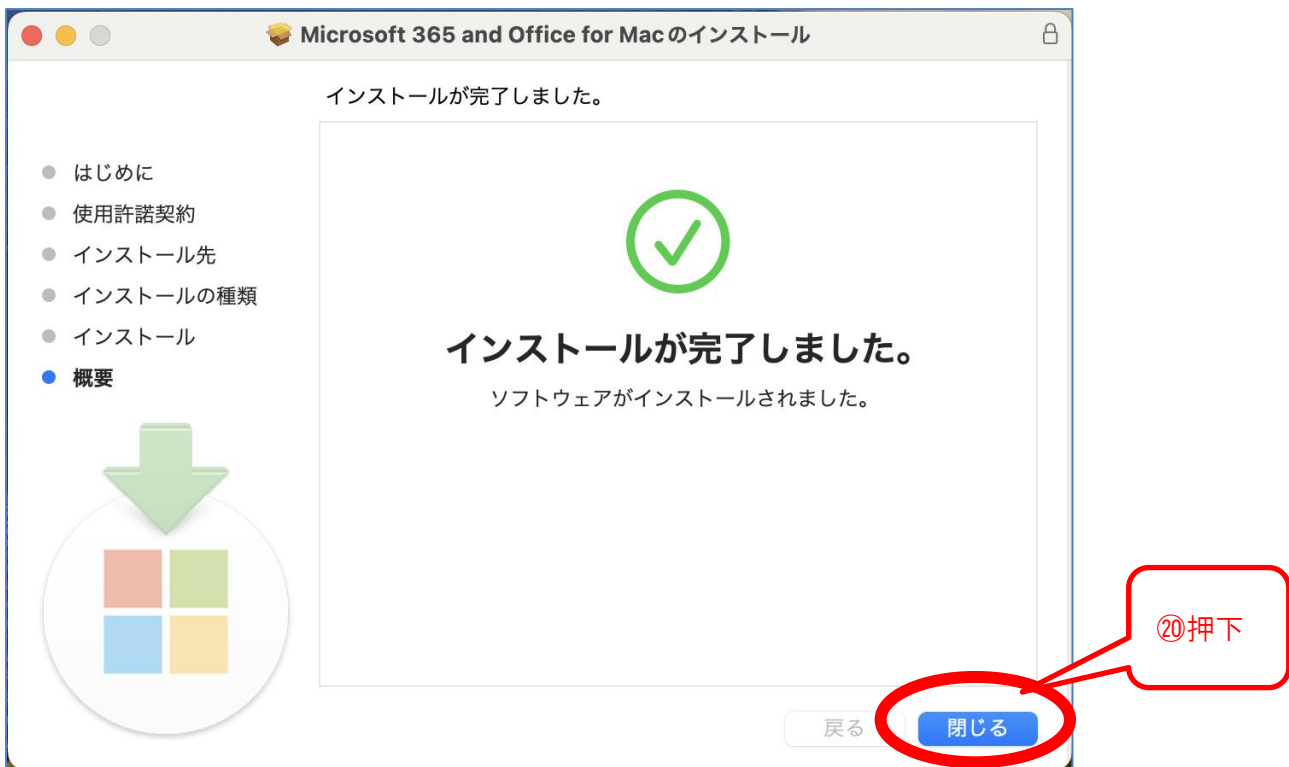 Microsoft 365 and Office for Macのインストール
インストールが完了しました。
はじめに
使用許諾契約
インストール先
インストールの種類
インストール
概要
インストールが完了しました。
ソフトウェアがインストールされました。
⑳押下
戻る
閉じる